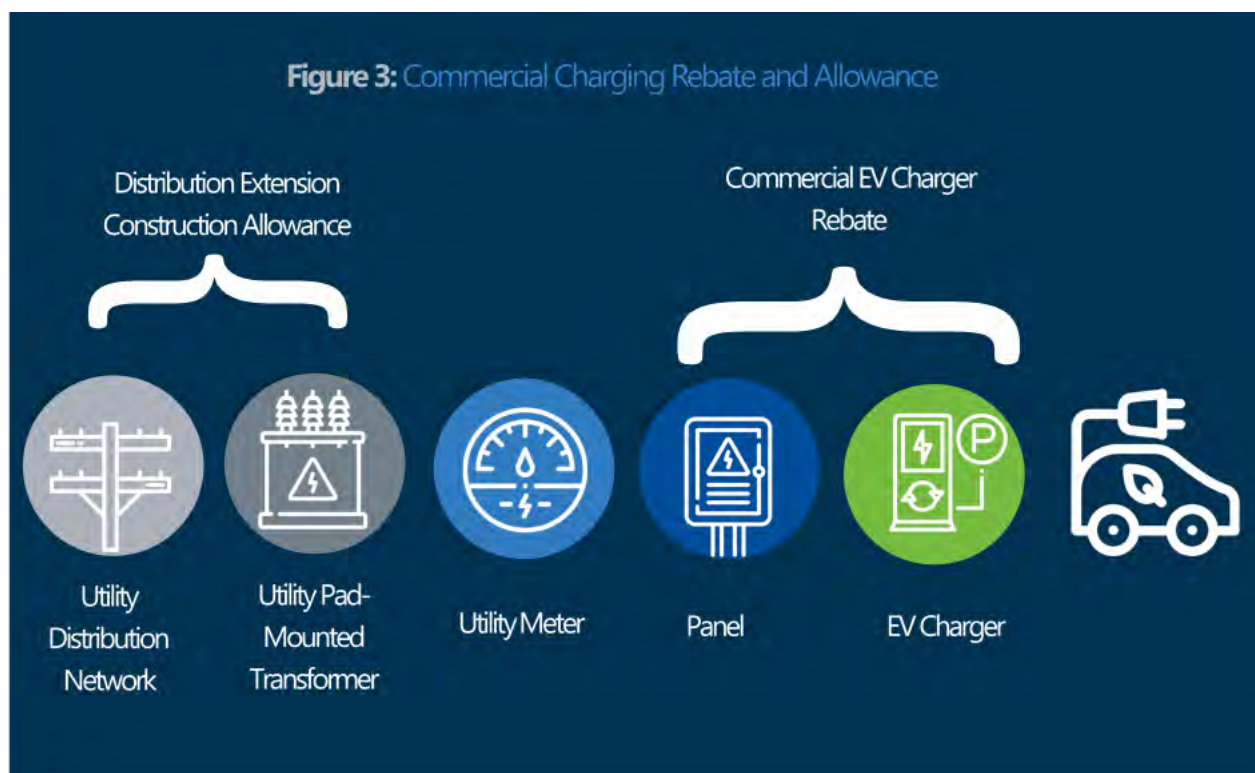 Figure 3: Commercial Charging Rebate and Allowance
Distribution Extension
Construction Allowance
Commercial EV Charger
Rebate
Utility
Distribution
Network
Utility Pad-
Mounted
Transformer
Utility Meter
Panel
EV Charger
P